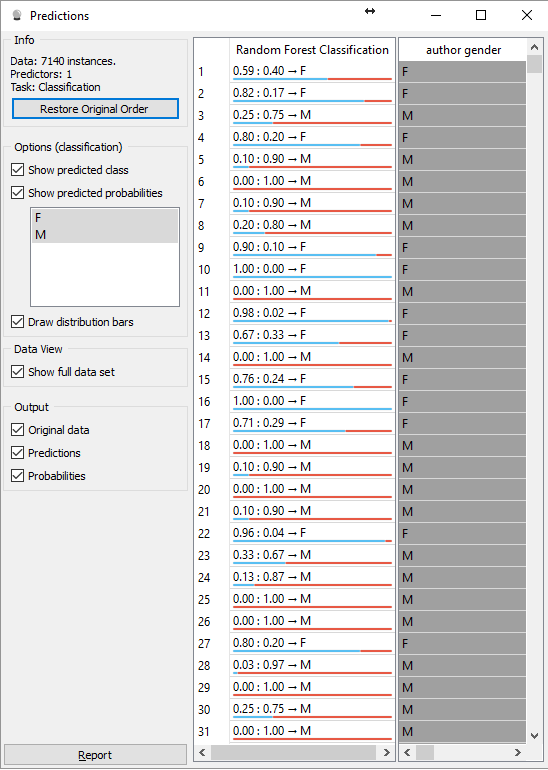 Predictions
Info
Data: 7140 instances.
Predictors: 1
Task: Classification
Restore Original Order
Options (classification)
Show predicted class
Show predicted probabilities
F
M
Draw distribution bars
Data View
Show full data set
Output
Original data
Predictions
Probabilities
Report
Random Forest Classification author gender
1 0.59 : 0.40 → F F
2 0.82 : 0.17 → F F
3 0.25 : 0.75 → M M
4 0.80 : 0.20 → F F
5 0.10 : 0.90 → M M
6 0.00 : 1.00 → M M
7 0.10 : 0.90 → M M
8 0.20 : 0.80 → M M
9 0.90 : 0.10 → F F
10 1.00 : 0.00 → F F
11 0.00 : 1.00 → M M
12 0.98 : 0.02 → F F
13 0.67 : 0.33 → F F
14 0.00 : 1.00 → M M
15 0.76 : 0.24 → F F
16 1.00 : 0.00 → F F
17 0.71 : 0.29 → F F
18 0.00 : 1.00 → M M
19 0.10 : 0.90 → M M
20 0.00 : 1.00 → M M
21 0.10 : 0.90 → M M
22 0.96 : 0.04 → F F
23 0.33 : 0.67 → M M
24 0.13 : 0.87 → M M
25 0.00 : 1.00 → M M
26 0.00 : 1.00 → M M
27 0.80 : 0.20 → F F
28 0.03 : 0.97 → M M
29 0.00 : 1.00 → M M
30 0.25 : 0.75 → M M
31 0.00 : 1.00 → M M